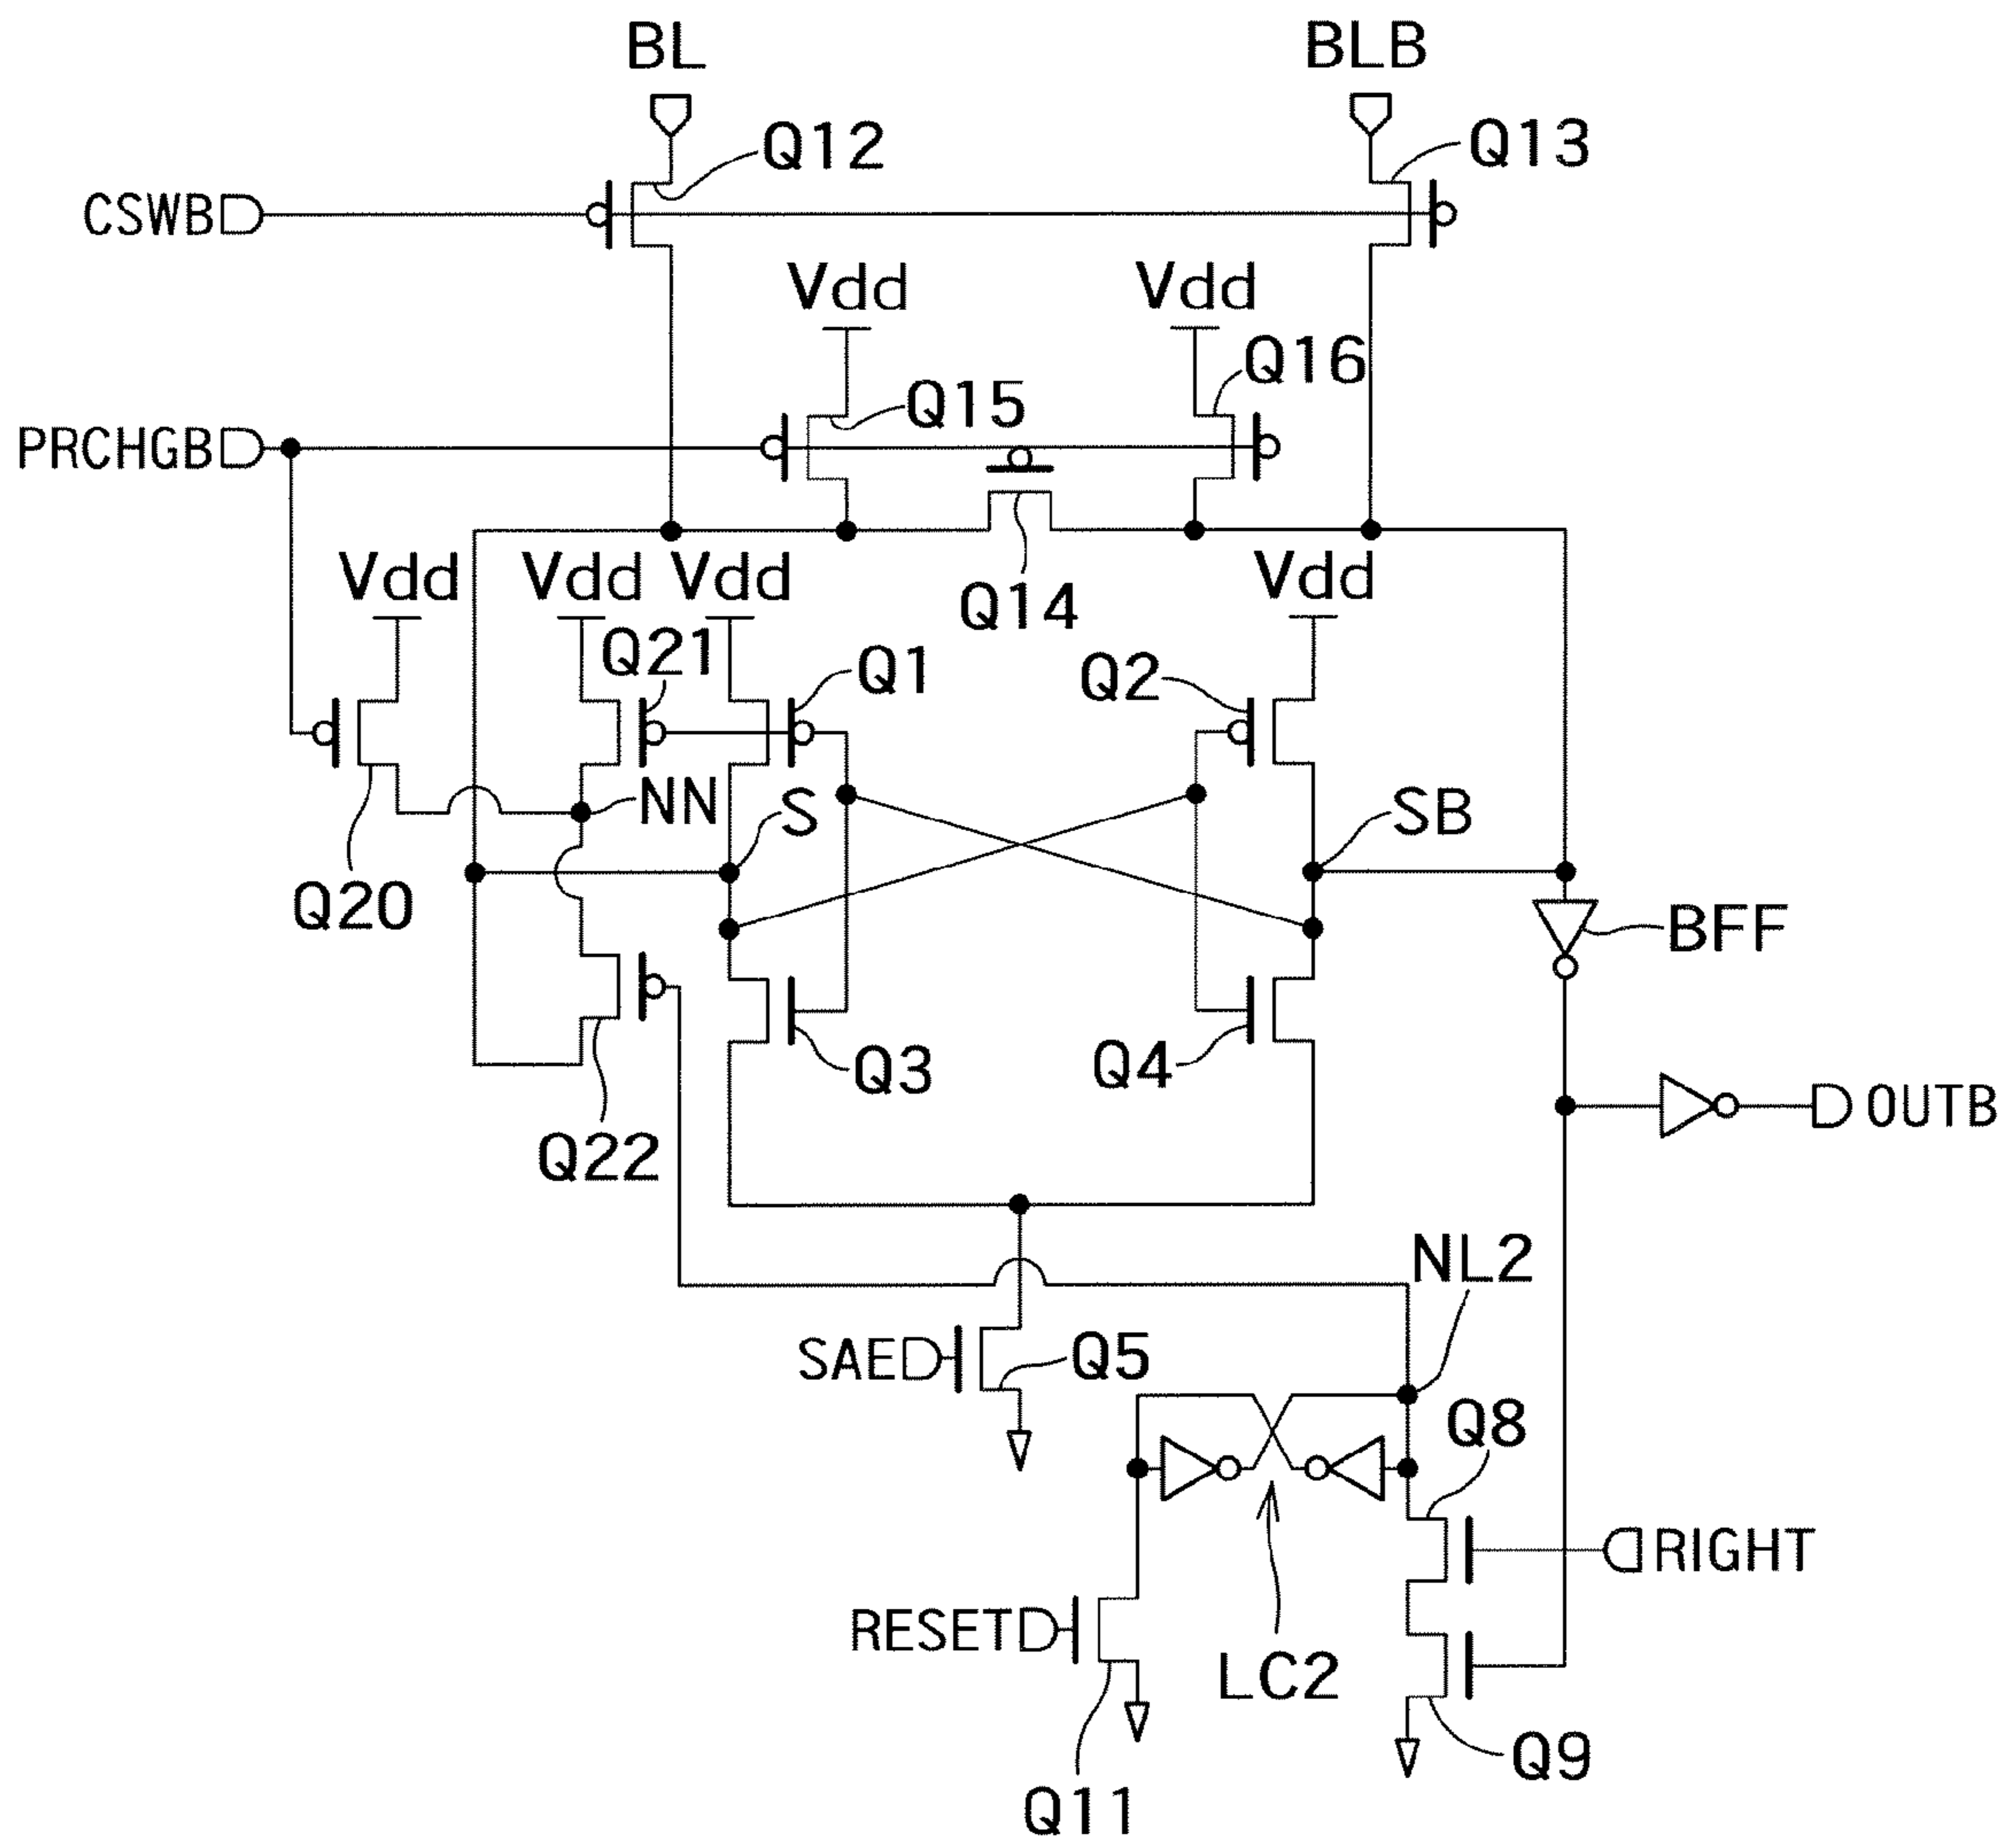 BL
BLB
Q12
Q13
CSWB
Vdd
Vdd
Q16
Q15
PRCHGB
Vdd
Vdd
Vdd
Vdd
Q14
Q21
Q1
Q2
NN
S
SB
Q20
BFF
Q3
Q4
OUTB
Q22
NL2
SAE
Q5
Q8
RIGHT
RESET
LC2
Q9
Q11